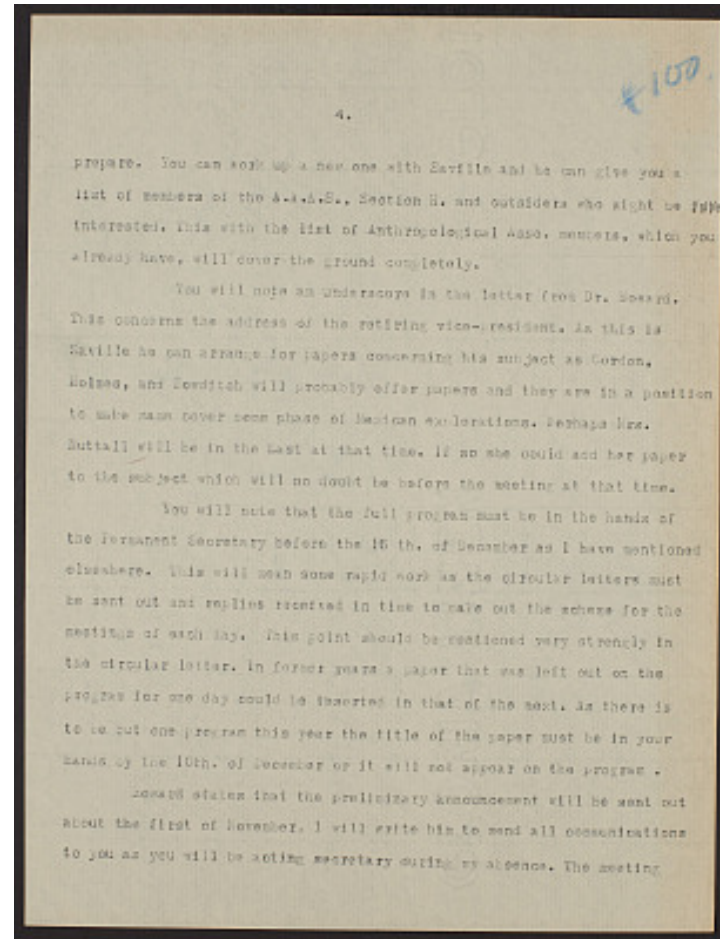 $100.
4.
prepare. You can work up a new one with Saville and he can give you a
list of members of the A.A.A.S., Section H. and outsiders who might be
interested. This with the list of Anthropological Asso. members, which you
already have, will cover the ground completely.
You will note an underscore in the letter from Dr. Howard.
This concerns the address of the retiring vice-president. As this is
Saville he can arrange for papers concerning his subject as Gordon,
Holmes, and Bowditch will probably offer papers and they are in a position
to make cover some phase of Mexican explorations. Perhaps Mrs.
Nuttall will be in the East at that time. If so she could add her paper
to the subject which will no doubt be before the meeting at that time.
You will note that the full program must be in the hands of
the Permanent Secretary before the 15 th. of December as I have mentioned
elsewhere. This will mean some rapid work as the circular letters must
be sent out and replies received in time to make out the scheme for the
meetings of each day. This point should be mentioned very strongly in
the circular letter. In former years a paper that was left out on the
program for one day could be inserted in that of the next. As there is
to be but one program this year the title of the paper must be in your
hands by the 10th. of December or it will not appear on the program .
Howard states that the preliminary announcement will be sent out
about the first of November. I will write him to send all communications
to you as you will be acting secretary during my absence. The meeting